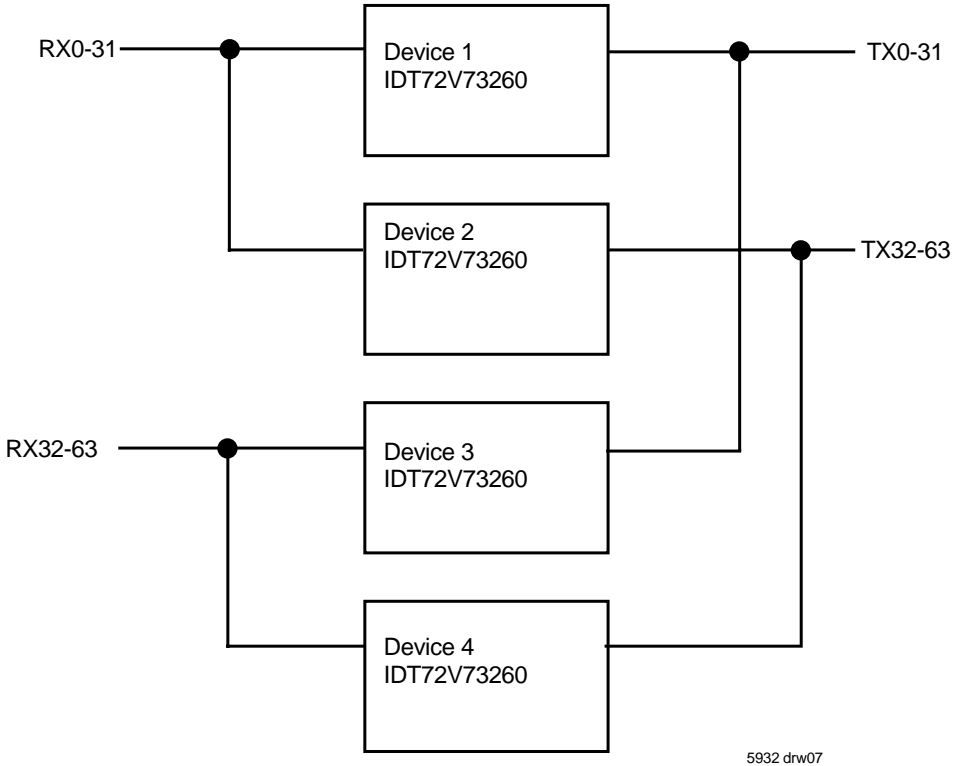 RX0-31
Device 1
IDT72V73260
TX0-31
Device 2
IDT72V73260
TX32-63
RX32-63
Device 3
IDT72V73260
Device 4
IDT72V73260
5932 drw07